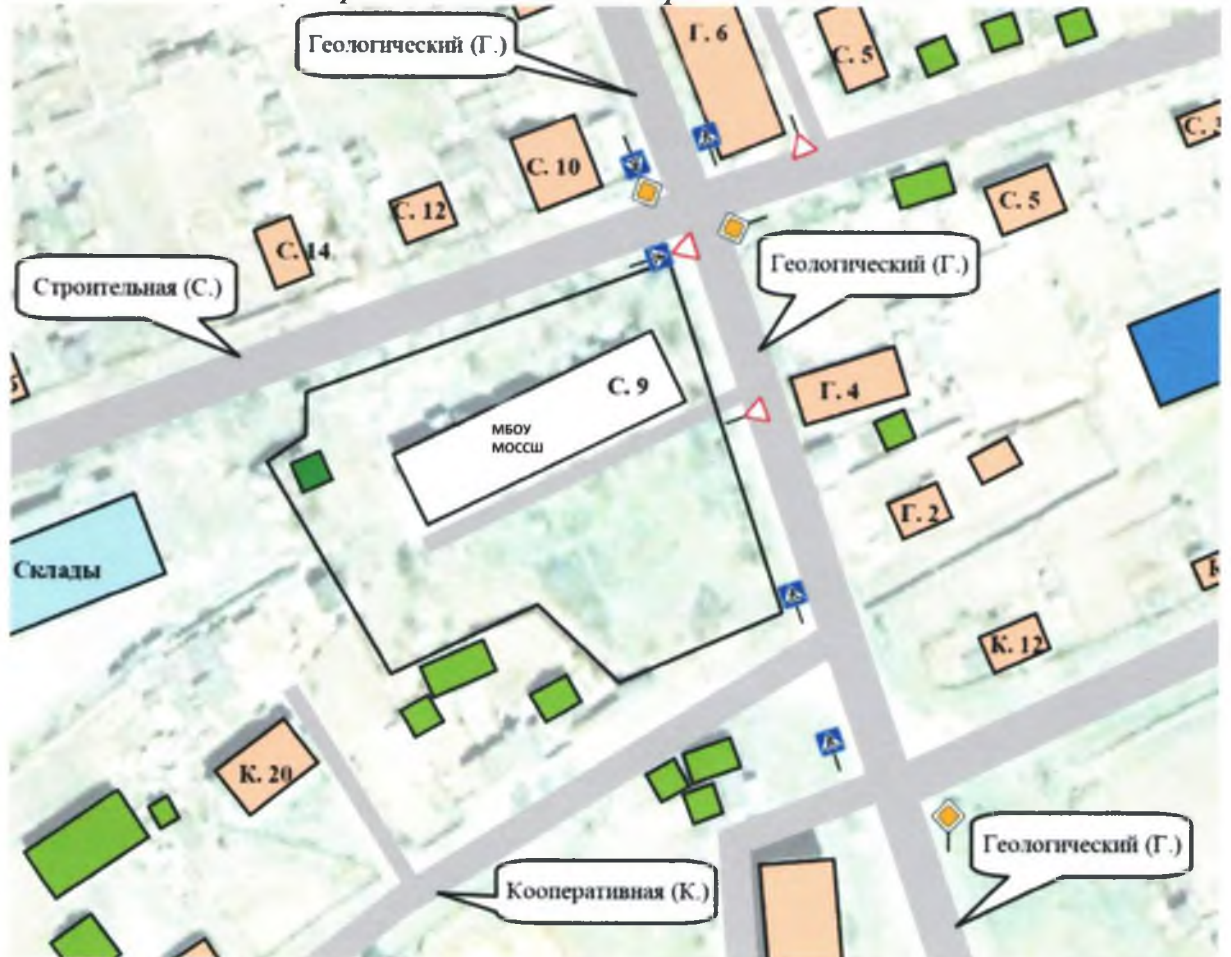 Геологический (Г.)
Г. 6
С. 5
С. 10
С. 12
С. 14
С. 5
Строительная (С.)
Геологический (Г.)
С. 9
МБОУ
МОССШ
Г. 4
Г. 2
Склады
К. 12
К. 20
Геологический (Г.)
Кооперативная (К.)